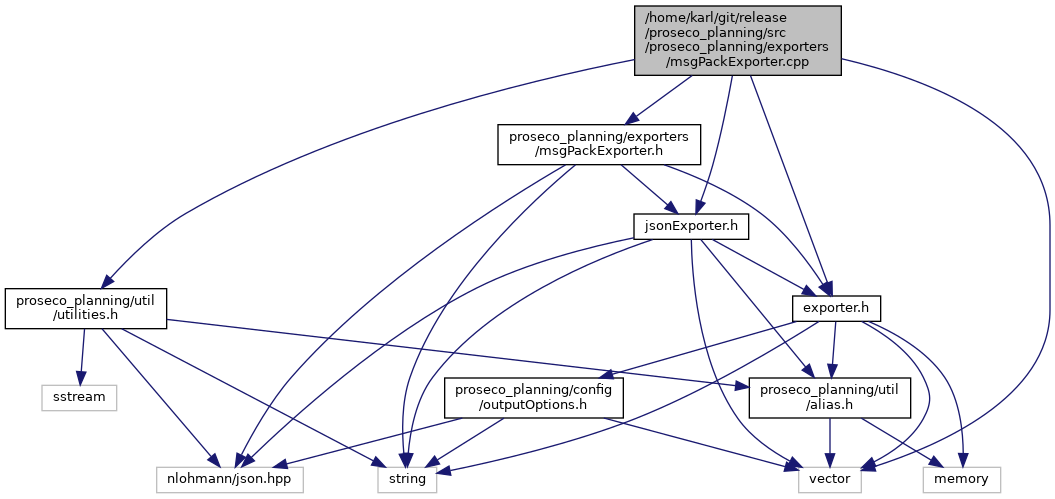 /home/karl/git/release
/proseco_planning/src
/proseco_planning/exporters
/msgPackExporter.cpp
proseco_planning/exporters
/msgPackExporter.h
jsonExporter.h
proseco_planning/util
/utilities.h
exporter.h
sstream
proseco_planning/config
/outputOptions.h
proseco_planning/util
/alias.h
nlohmann/json.hpp
string
vector
memory